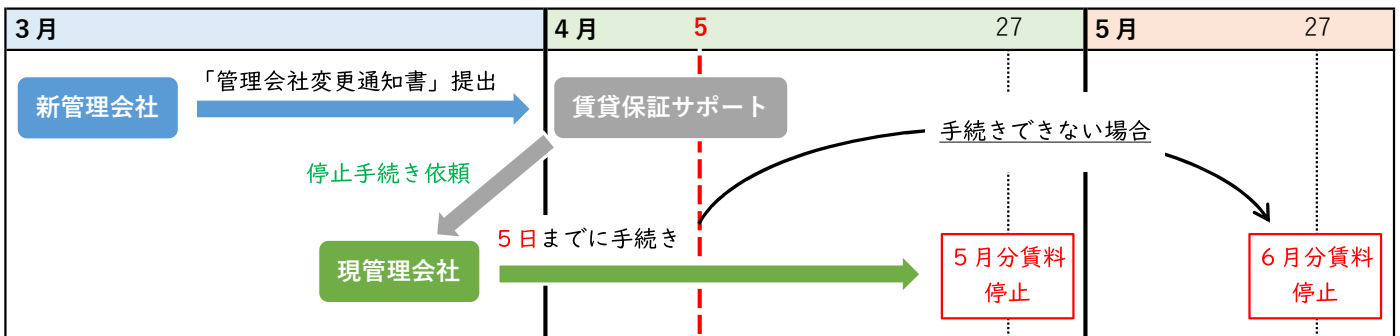 3月
4月
5
27
5月
27
新管理会社
「管理会社変更通知書」提出
賃貸保証サポート
手続きできない場合
停止手続き依頼
5日までに手続き
現管理会社
5月分賃料
停止
6月分賃料
停止